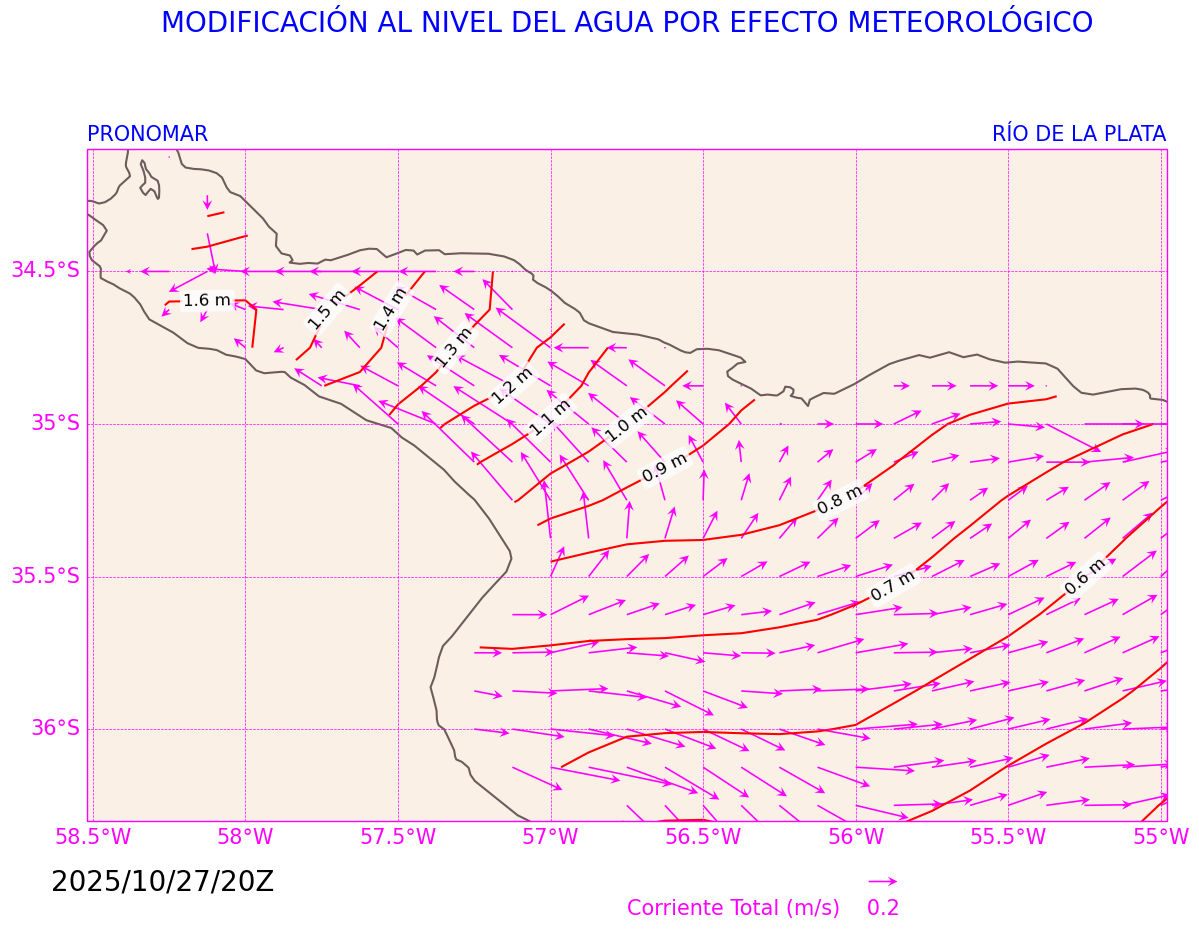 MODIFICACIÓN AL NIVEL DEL AGUA POR EFECTO METEOROLÓGICO
PRONOMAR
RÍO DE LA PLATA
34.5°S
35°S
35.5°S
36°S
1.6 m
1.5 m
1.4 m
1.3 m
1.2 m
1.1 m
1.0 m
0.9 m
0.8 m
0.7 m
0.6 m
58.5°W
58°W
57.5°W
57°W
56.5°W
56°W
55.5°W
55°W
2025/10/27/20Z
Corriente Total (m/s)
0.2